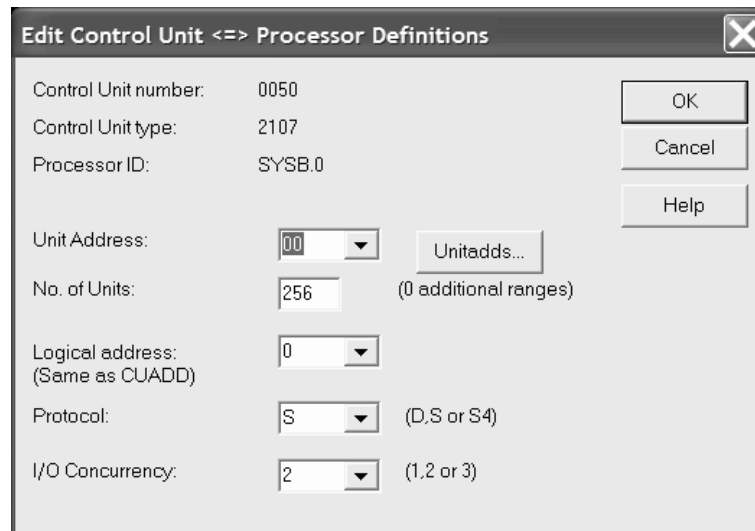 Edit Control Unit <=> Processor Definitions
Control Unit number: 0050
OK
Control Unit type: 2107
Cancel
Processor ID: SYSB.0
Help
Unit Address: 00 Unitadds...
No. of Units: 256 (0 additional ranges)
Logical address: 0
(Same as CUADD)
Protocol: S (D,S or S4)
I/O Concurrency: 2 (1,2 or 3)